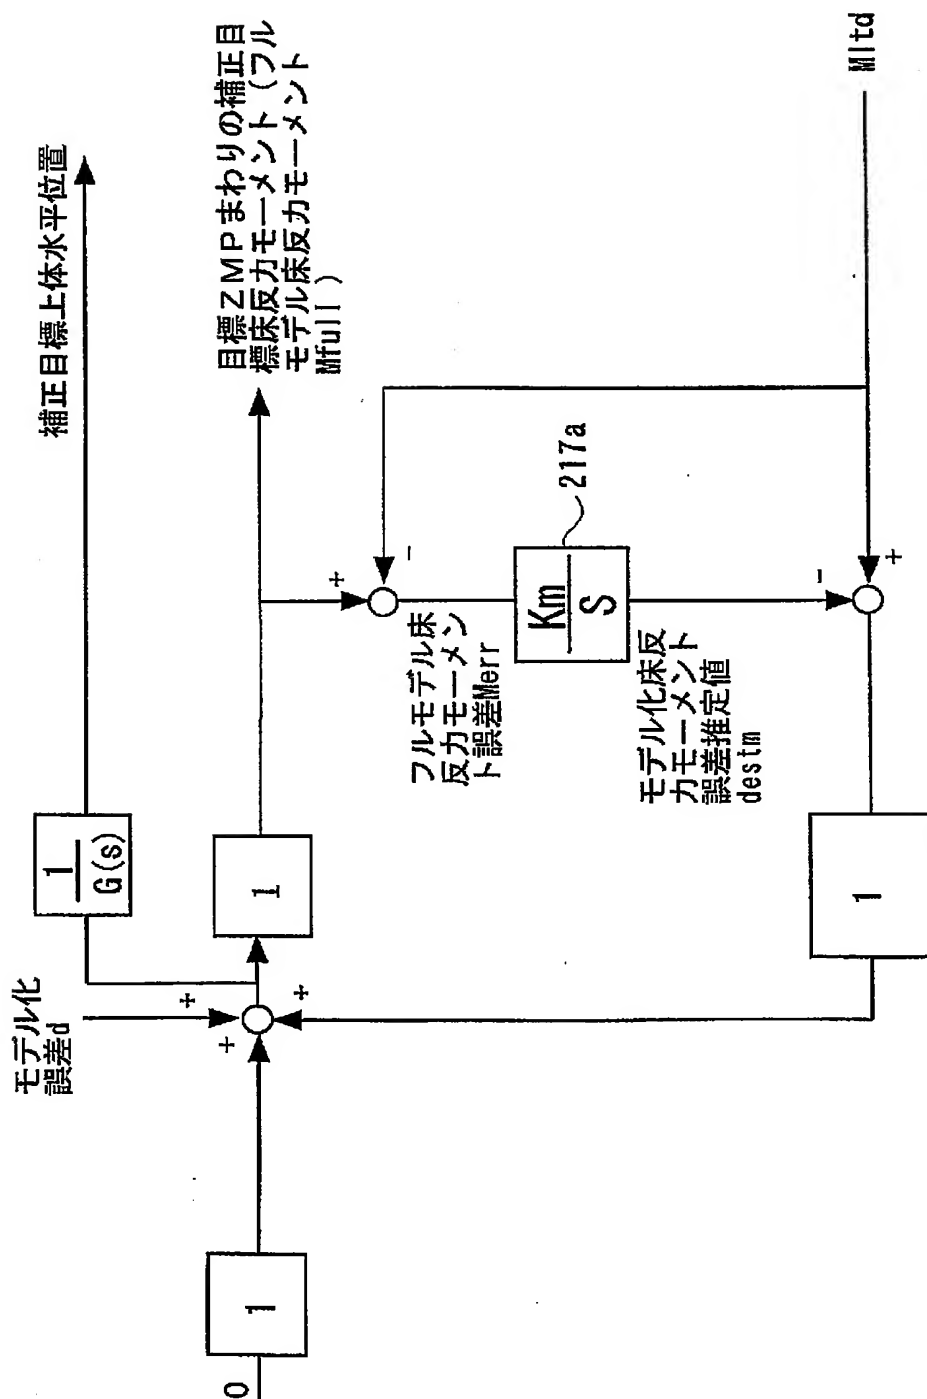 補正目標上体水平位置
1
G(s)
モデル化
誤差d
+
+
+
0
1
1
目標ZMPまわりの補正目
標床反力モーメント(フル
モデル床反力モーメント
Mfull)
+
-
フルモデル床
反力モーメン
ト誤差Merr
Km
S
217a
モデル化床反
力モーメント
誤差推定値
destm
-
+
1
Mltd